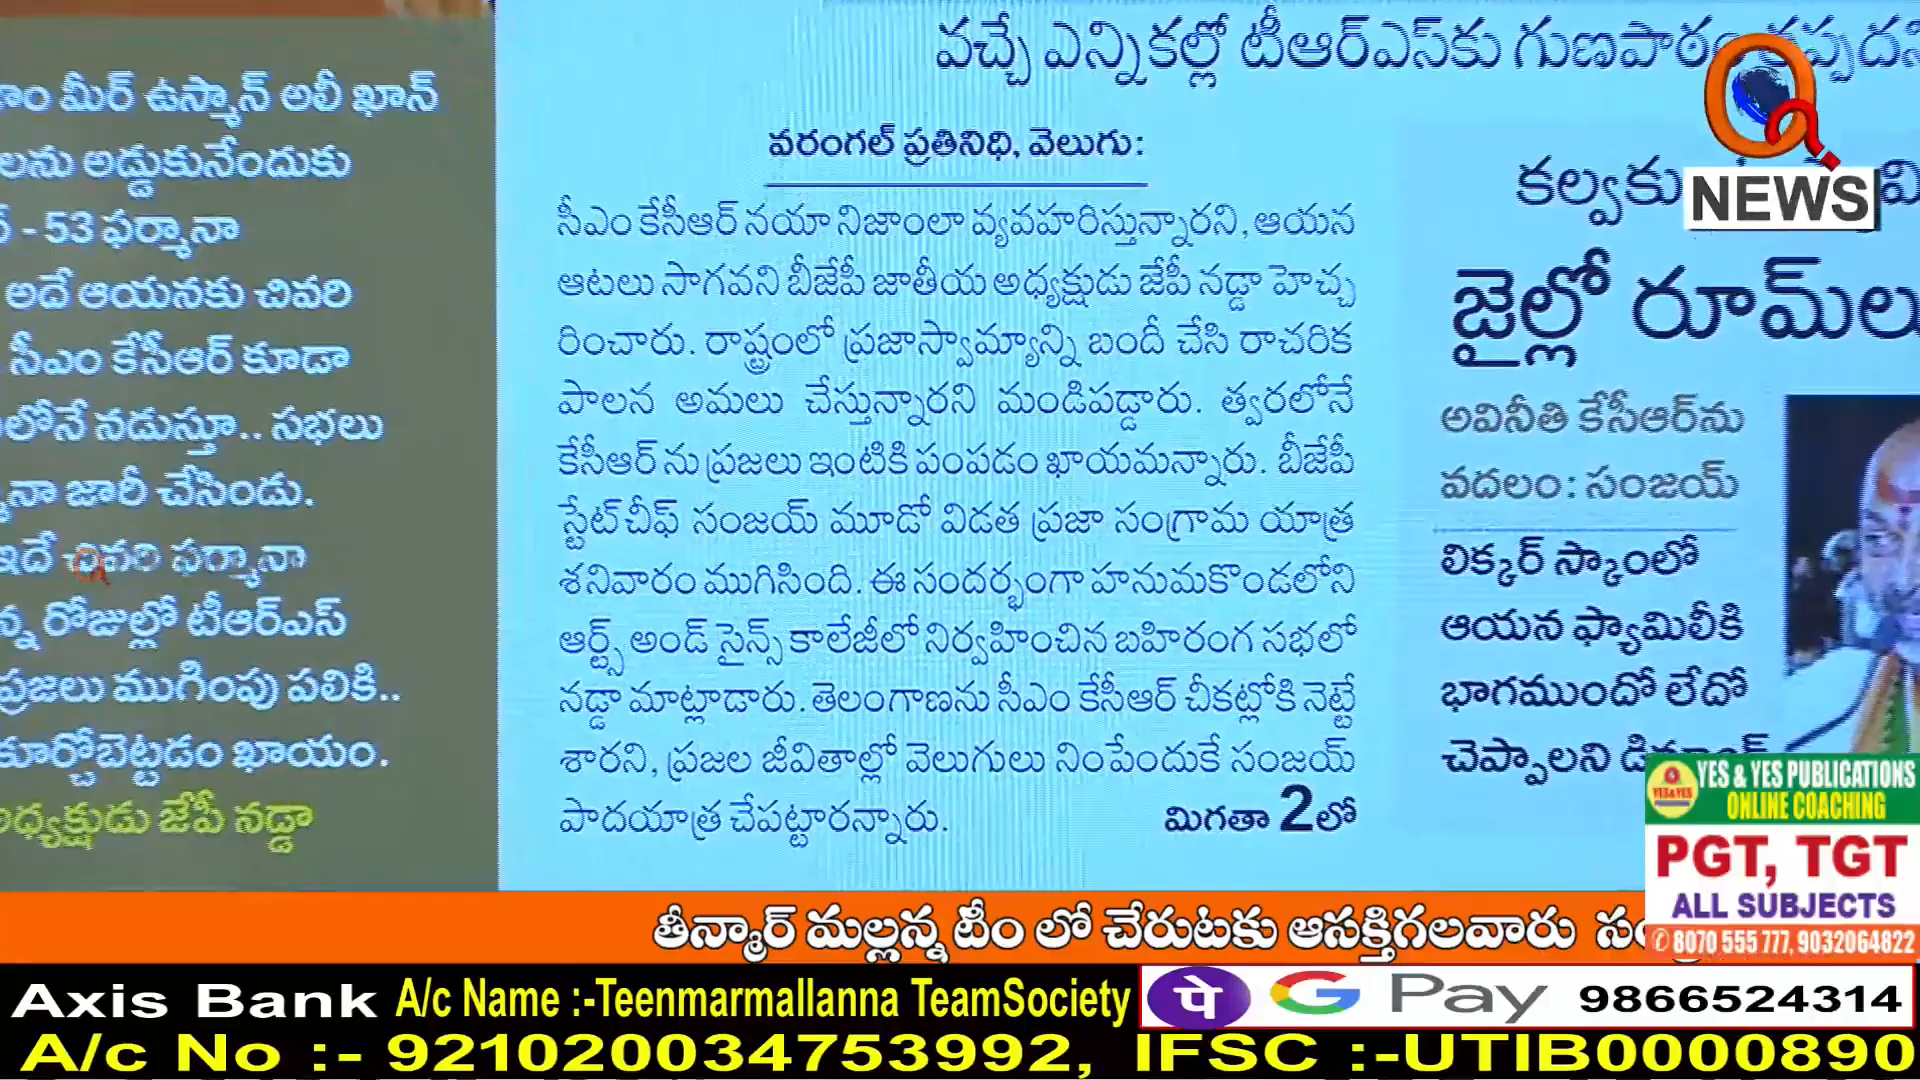 మీర్ ఉస్మాన్ అలీ ఖాన్
అడ్డుకునేందుకు
- 53 ఫర్మానా
అదే ఆయనకు చివరి
సీఎం కేసీఆర్ కూడా
నడుస్తూ.. సభలు
జారీ చేసిండు.
ఇదే చివరి ఫర్మానా
రోజుల్లో టీఆర్ఎస్
ప్రజలు ముగింపు పలికి..
కూర్చోబెట్టడం ఖాయం.
జేపీ నడ్డా
వచ్చే ఎన్నికల్లో టీఆర్ఎస్‌కు గుణపాఠం
వరంగల్ ప్రతినిధి, వెలుగు:
సీఎం కేసీఆర్ నయా నిజాంలా వ్యవహరిస్తున్నారని, ఆయన
ఆటలు సాగవని బీజేపీ జాతీయ అధ్యక్షుడు జేపీ నడ్డా హెచ్చ
రించారు. రాష్ట్రంలో ప్రజాస్వామ్యాన్ని బందీ చేసి రాచరిక
పాలన అమలు చేస్తున్నారని మండిపడ్డారు. త్వరలోనే
కేసీఆర్ ను ప్రజలు ఇంటికి పంపడం ఖాయమన్నారు. బీజేపీ
స్టేట్ చీఫ్ సంజయ్ మూడో విడత ప్రజా సంగ్రామ యాత్ర
శనివారం ముగిసింది. ఈ సందర్భంగా హనుమకొండలోని
ఆర్ట్స్ అండ్ సైన్స్ కాలేజీలో నిర్వహించిన బహిరంగ సభలో
నడ్డా మాట్లాడారు. తెలంగాణను సీఎం కేసీఆర్ చీకట్లోకి నెట్టే
శారని, ప్రజల జీవితాల్లో వెలుగులు నింపేందుకే సంజయ్
పాదయాత్ర చేపట్టారన్నారు.
మిగతా 2లో
జైల్లో రూమ్‌లు
అవినీతి కేసీఆర్‌ను
వదలం: సంజయ్
లిక్కర్ స్కాంలో
ఆయన ఫ్యామిలీకి
భాగముందో లేదో
చెప్పాలని
Q
NEWS
YES & YES PUBLICATIONS
ONLINE COACHING
PGT, TGT
ALL SUBJECTS
8070 555 777, 9032064822
తీన్మార్ మల్లన్న టీం లో చేరుటకు ఆసక్తిగలవారు
Axis Bank A/c Name :-Teenmarmallanna TeamSociety
పే G Pay 9866524314
A/c No :- 921020034753992, IFSC :-UTIB0000890